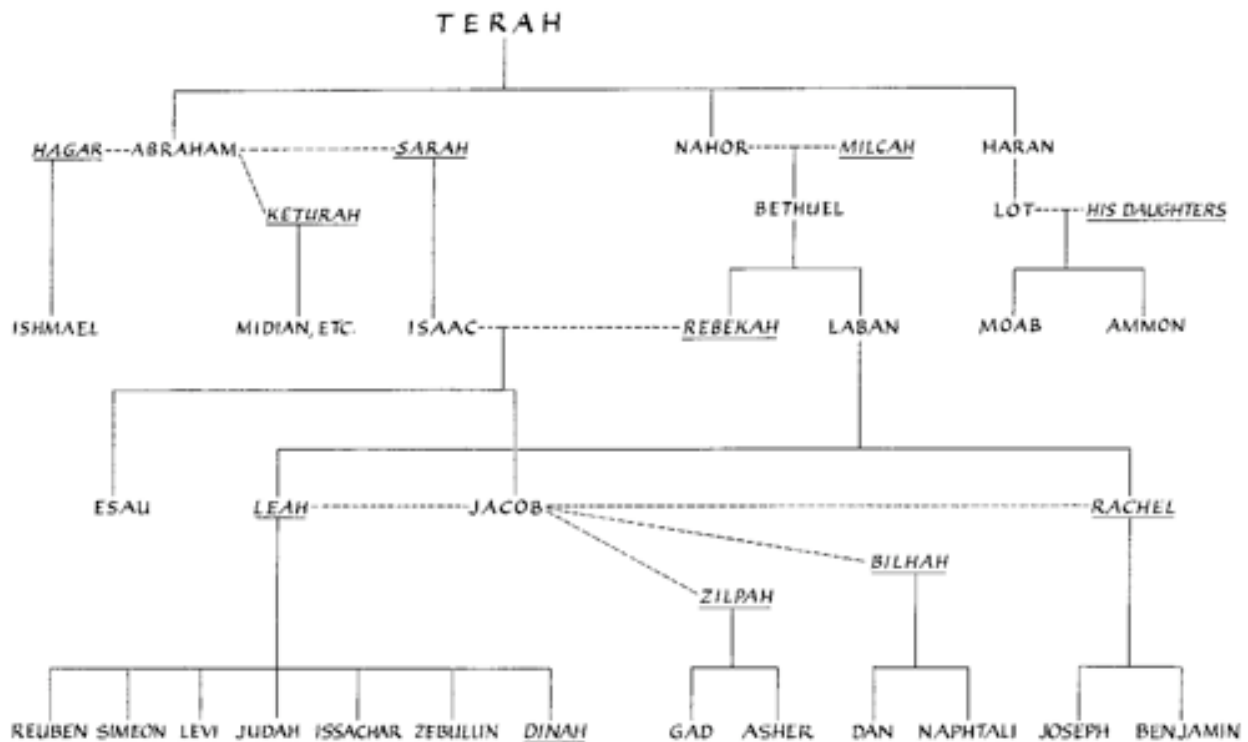 TERAH
HAGAR ABRAHAM SARAH NAHOR MILCAH HARAN
KETURAH BETHUEL LOT HIS DAUGHTERS
ISHMAEL MIDIAN, ETC. ISAAC REBEKAH LABAN MOAB AMMON
ESAU LEAH JACOB RACHEL
BILHAH
ZILPAH
REUBEN SIMEON LEVI JUDAH ISSACHAR ZEBULLIN DINAH GAD ASHER DAN NAPHTALI JOSEPH BENJAMIN